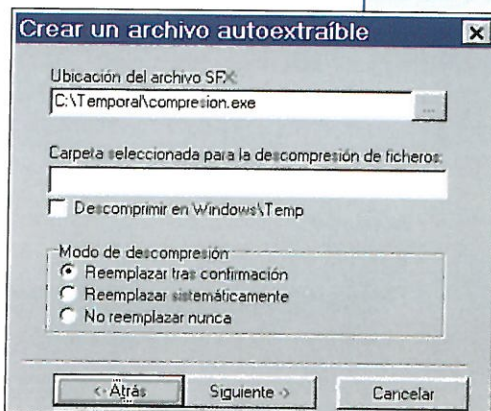 Crear un archivo autoextraíble
Ubicación del archivo SFX:
C:\Temporal\compresion.exe
...
Carpeta seleccionada para la descompresión de ficheros:
Descomprimir en Windows\Temp
Modo de descompresión
Reemplazar tras confirmación
Reemplazar sistemáticamente
No reemplazar nunca
<- Atrás Siguiente -> Cancelar